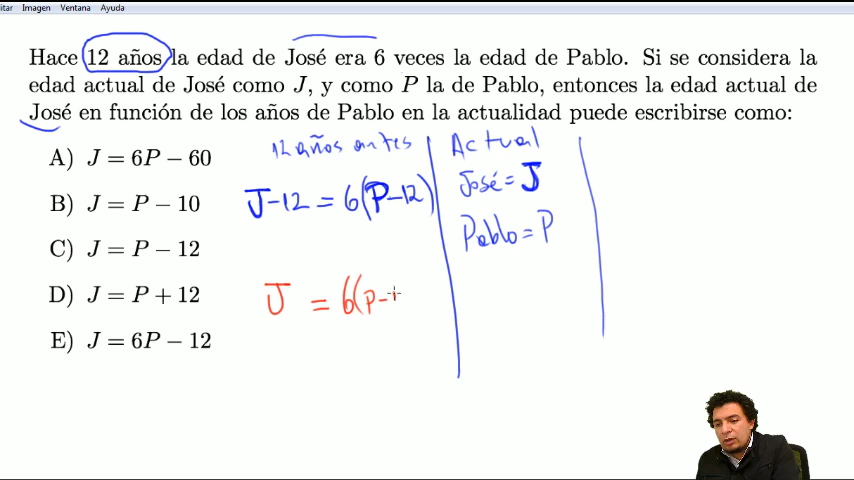 itar Imagen Ventana Ayuda
Hace 12 años la edad de José era 6 veces la edad de Pablo. Si se considera la
edad actual de José como J, y como P la de Pablo, entonces la edad actual de
José en función de los años de Pablo en la actualidad puede escribirse como:
A) J = 6P − 60
B) J = P − 10
C) J = P − 12
D) J = P + 12
E) J = 6P − 12
12 años antes
J-12 = 6(P-12)
J = 6(P-
Actual
José = J
Pablo = P